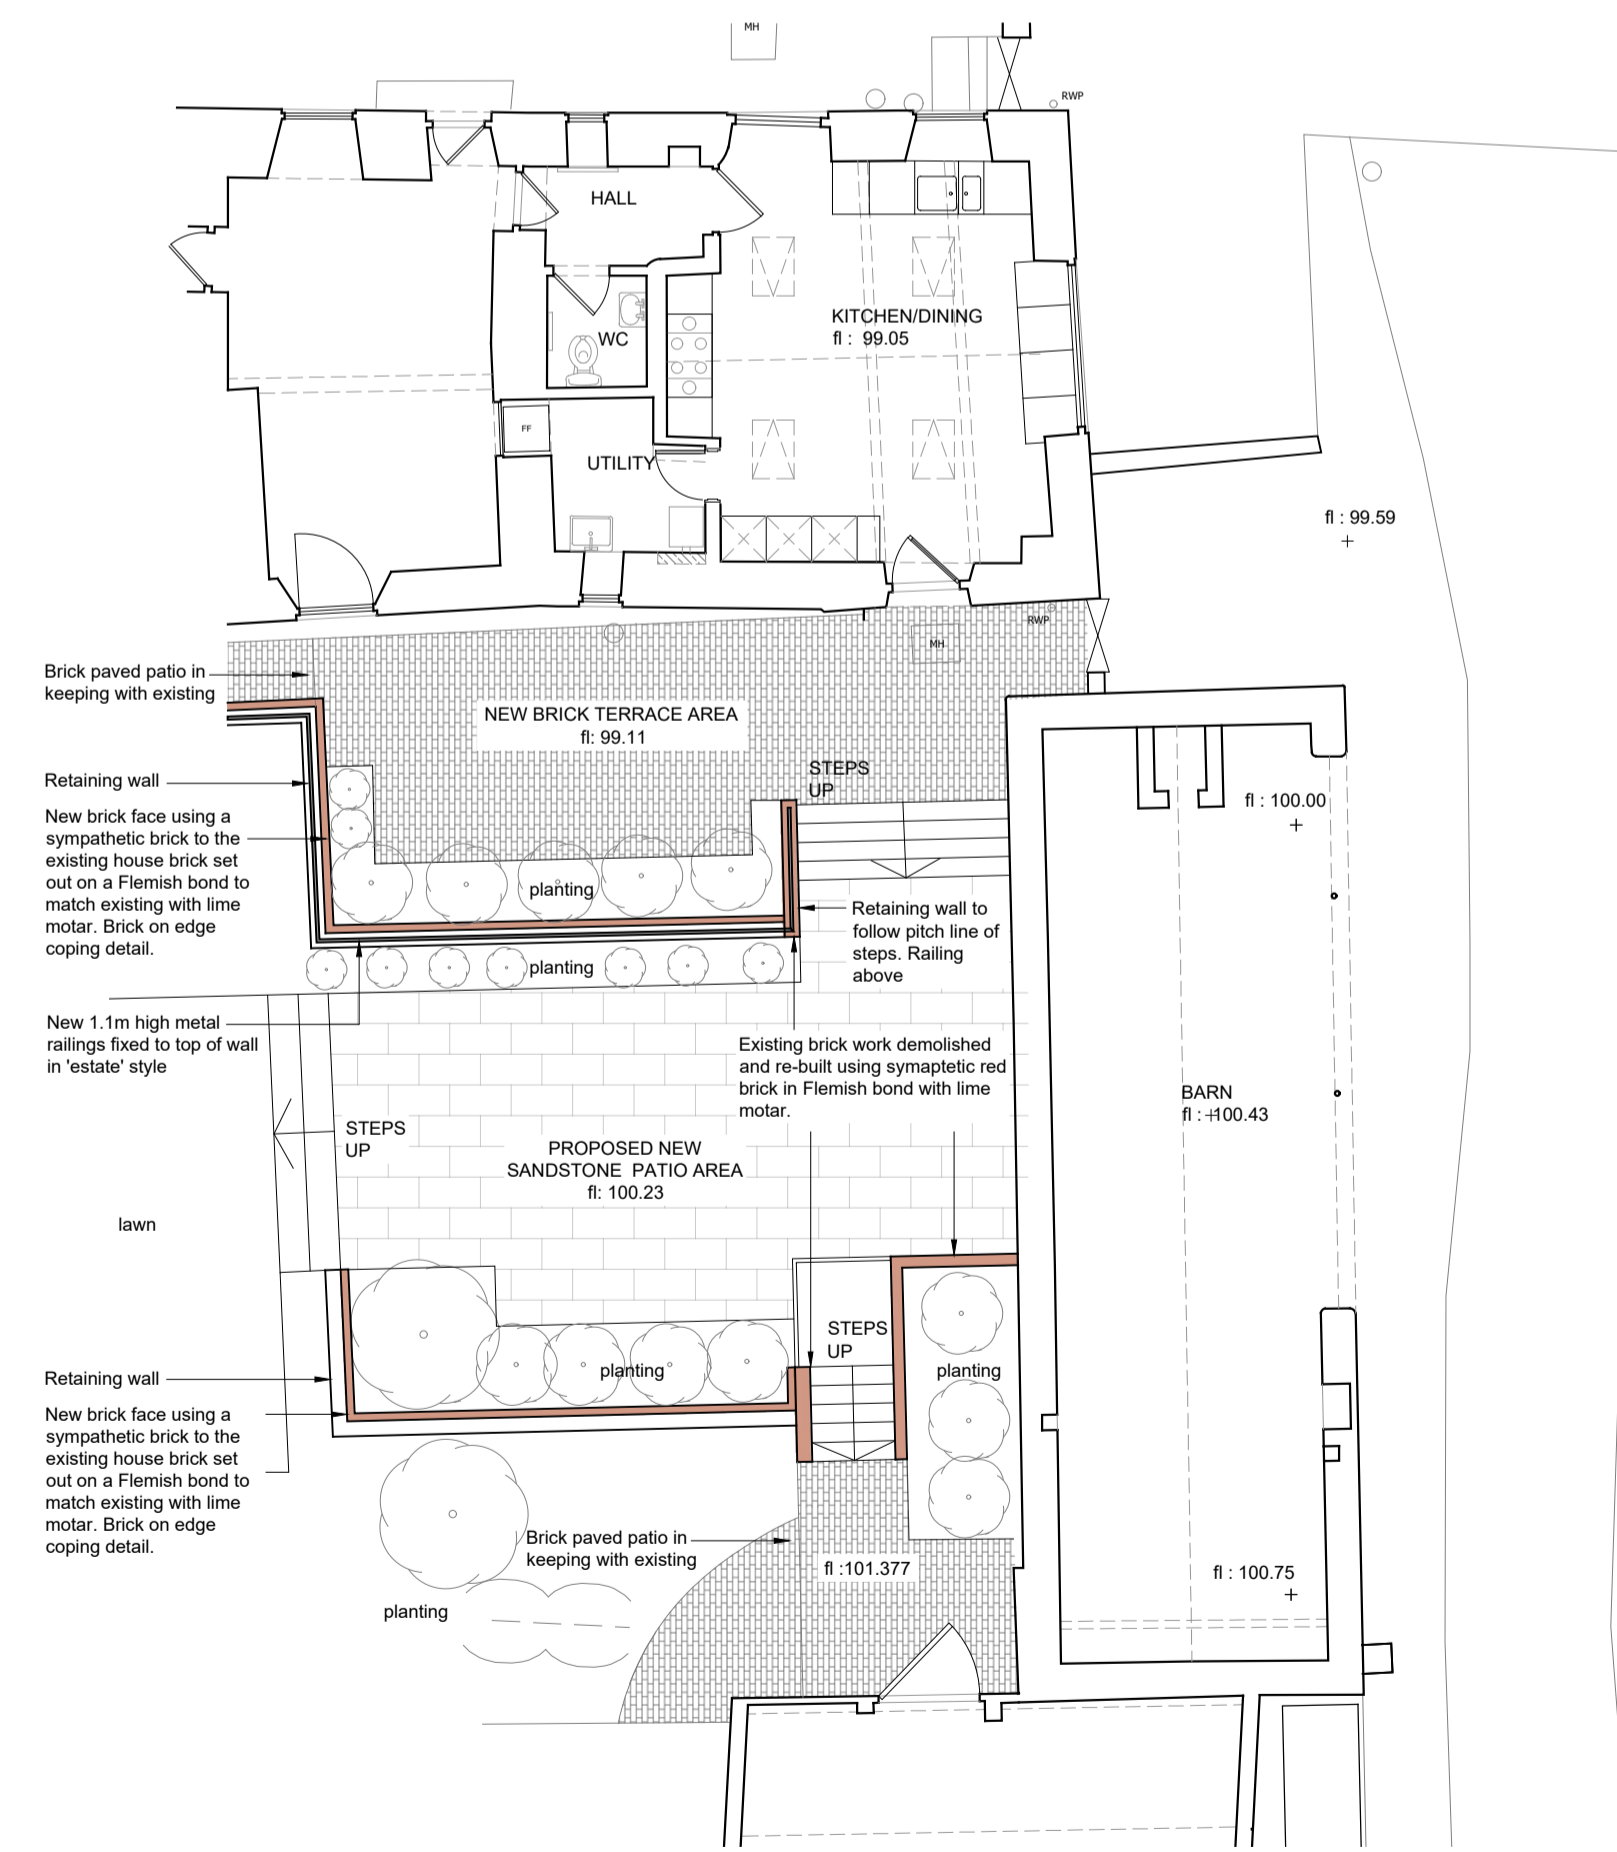 MH
RWP
HALL
KITCHEN/DINING
fl :  99.05
WC
FF
UTILITY
fl : 99.59
RWP
MH
Brick paved patio in
keeping with existing
NEW BRICK TERRACE AREA
fl: 99.11
STEPS
UP
Retaining wall
New brick face using a
sympathetic brick to the
existing house brick set
out on a Flemish bond to
match existing with lime
motar. Brick on edge
coping detail.
fl : 100.00
planting
Retaining wall to
follow pitch line of
steps. Railing
above
planting
New 1.1m high metal
railings fixed to top of wall
in 'estate' style
Existing brick work demolished
and re-built using symaptetic red
brick in Flemish bond with lime
motar.
BARN
fl : 100.43
STEPS
UP
PROPOSED NEW
SANDSTONE  PATIO AREA
fl: 100.23
lawn
STEPS
UP
planting
planting
Retaining wall
New brick face using a
sympathetic brick to the
existing house brick set
out on a Flemish bond to
match existing with lime
motar. Brick on edge
coping detail.
Brick paved patio in
keeping with existing
fl :101.377
fl : 100.75
planting